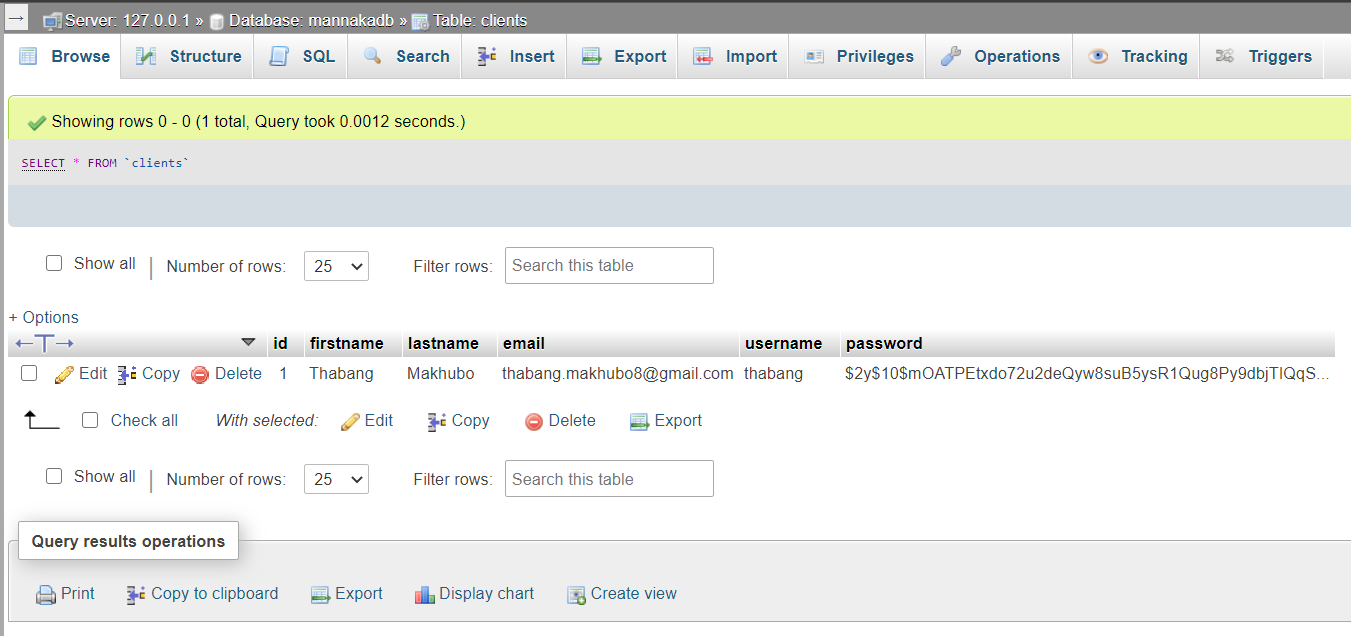 Server: 127.0.0.1 » Database: mannakadb » Table: clients
Browse Structure SQL Search Insert Export Import Privileges Operations Tracking Triggers
Showing rows 0 - 0 (1 total, Query took 0.0012 seconds.)
SELECT * FROM `clients`
Show all | Number of rows: 25 Filter rows: Search this table
+ Options
←T→ id firstname lastname email username password
Edit Copy Delete 1 Thabang Makhubo thabang.makhubo8@gmail.com thabang $2y$10$mOATPEtxdo72u2deQyw8suB5ysR1Qug8Py9dbjTlQqS...
Check all With selected: Edit Copy Delete Export
Show all | Number of rows: 25 Filter rows: Search this table
Query results operations
Print Copy to clipboard Export Display chart Create view